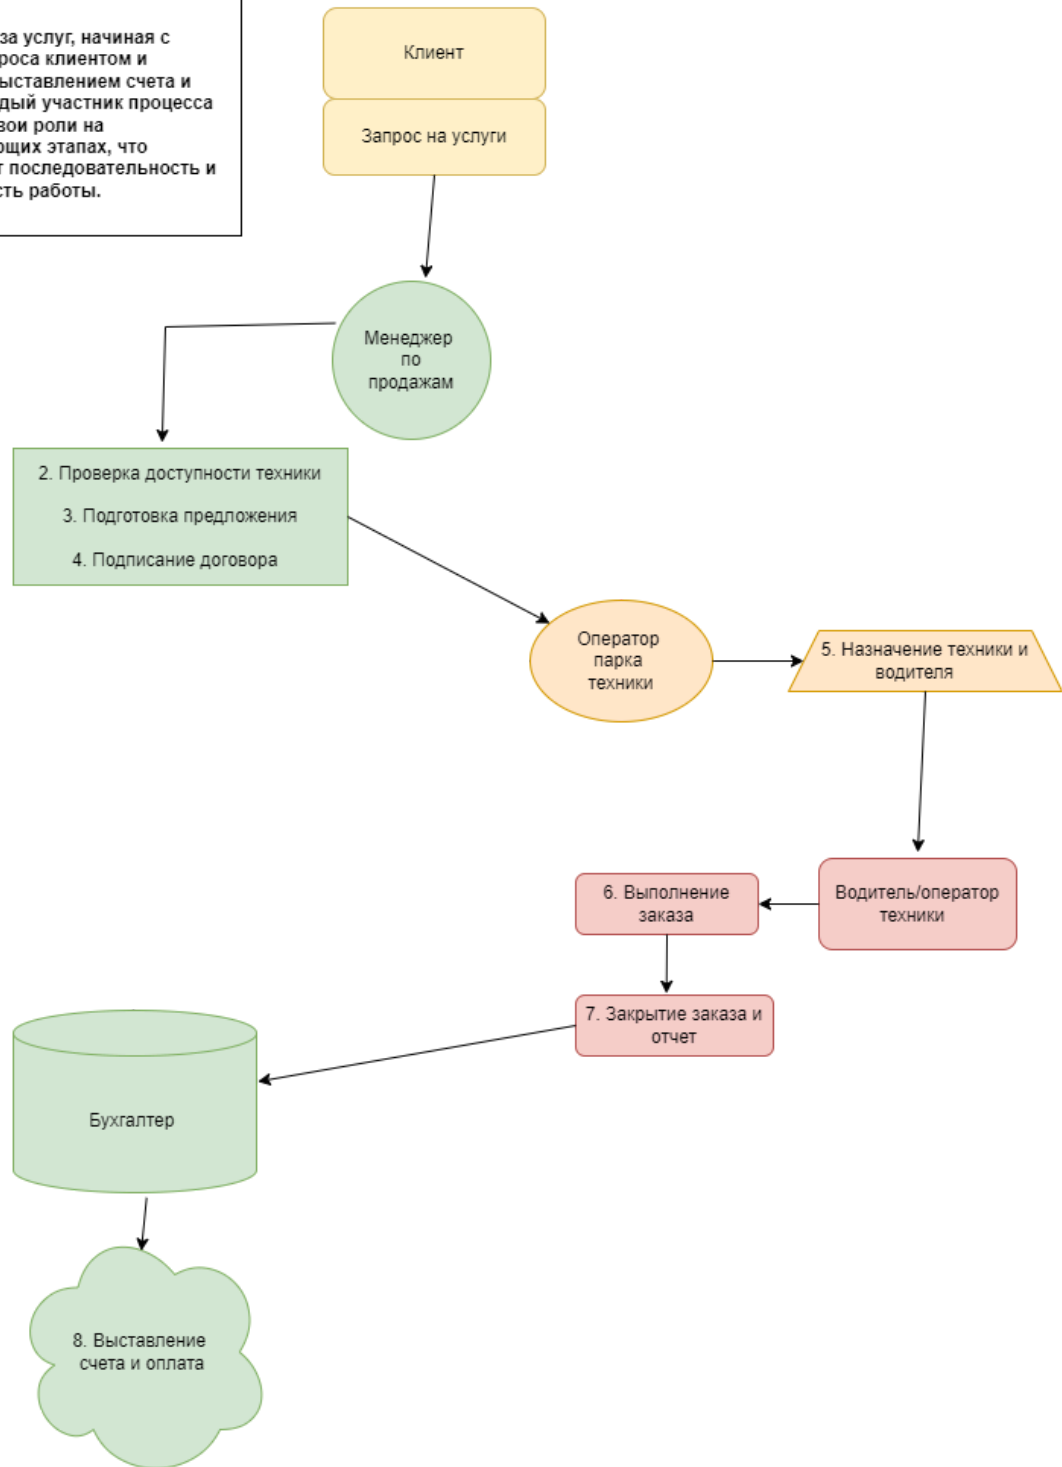 за услуг, начиная с
роса клиентом и
ыставлением счета и
дый участник процесса
вои роли на
ющих этапах, что
т последовательность и
сть работы.
Клиент
Запрос на услуги
Менеджер
по
продажам
2. Проверка доступности техники
3. Подготовка предложения
4. Подписание договора
Оператор
парка
техники
5. Назначение техники и
водителя
Водитель/оператор
техники
6. Выполнение
заказа
7. Закрытие заказа и
отчет
Бухгалтер
8. Выставление
счета и оплата